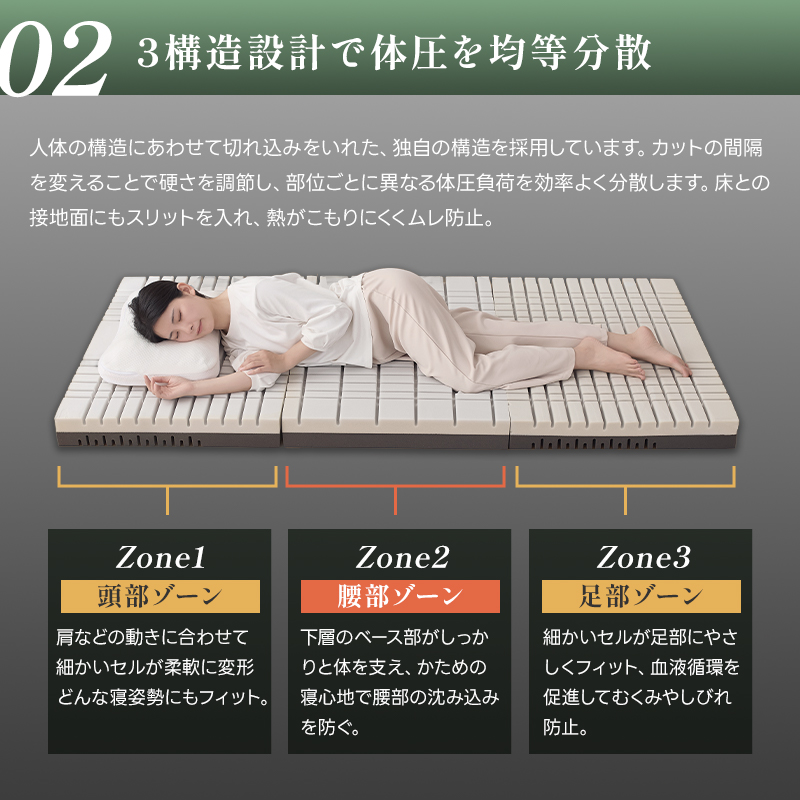 02
3構造設計で体圧を均等分散
人体の構造にあわせて切れ込みをいれた、独自の構造を採用しています。カットの間隔
を変えることで硬さを調節し、部位ごとに異なる体圧負荷を効率よく分散します。床との
接地面にもスリットを入れ、熱がこもりにくくムレ防止。
Zone1
頭部ゾーン
肩などの動きに合わせて
細かいセルが柔軟に変形
どんな寝姿勢にもフィット。
Zone2
腰部ゾーン
下層のベース部がしっか
りと体を支え、かための
寝心地で腰部の沈み込み
を防ぐ。
Zone3
足部ゾーン
細かいセルが足部にやさ
しくフィット、血液循環を
促進してむくみやしびれ
防止。